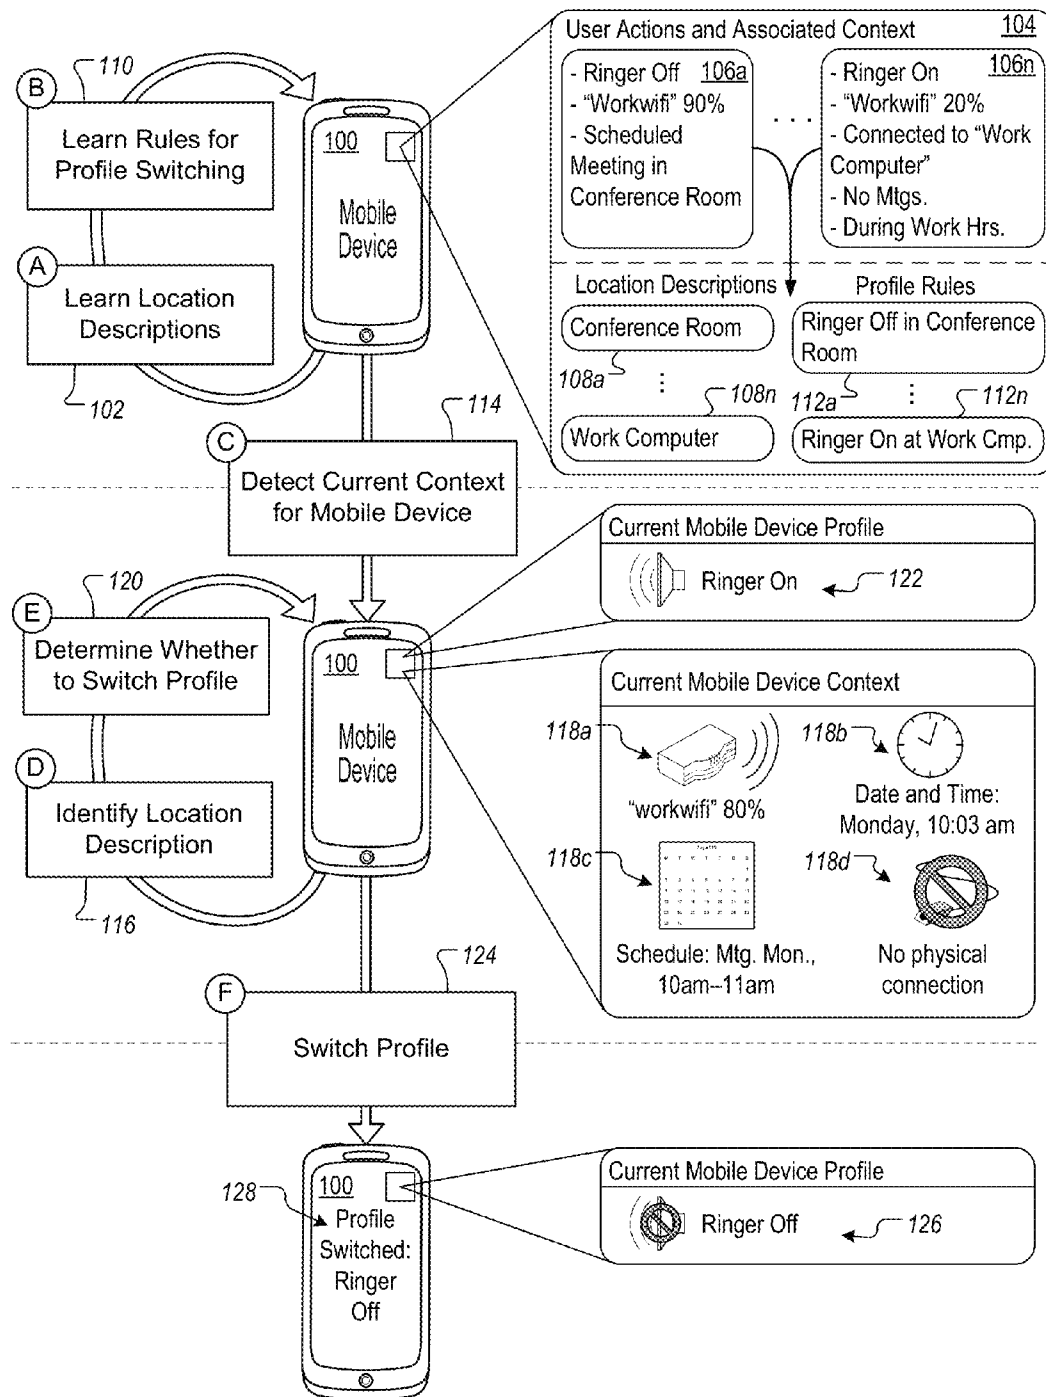 110
B
Learn Rules for
Profile Switching
A
Learn Location
Descriptions
102
100
Mobile
Device
User Actions and Associated Context 104
- Ringer Off 106a
- "Workwifi" 90%
- Scheduled
Meeting in
Conference Room
. . .
- Ringer On 106n
- "Workwifi" 20%
- Connected to "Work
Computer"
- No Mtgs.
- During Work Hrs.
Location Descriptions
Conference Room
108a
108n
Work Computer
Profile Rules
Ringer Off in Conference
Room
112a
112n
Ringer On at Work Cmp.
C
114
Detect Current Context
for Mobile Device
120
E
Determine Whether
to Switch Profile
D
Identify Location
Description
116
100
Mobile
Device
Current Mobile Device Profile
Ringer On
122
Current Mobile Device Context
118a
"workwifi" 80%
118b
Date and Time:
Monday, 10:03 am
118c
Schedule: Mtg. Mon.,
10am–11am
118d
No physical
connection
124
F
Switch Profile
128
100
Profile
Switched:
Ringer
Off
Current Mobile Device Profile
Ringer Off
126